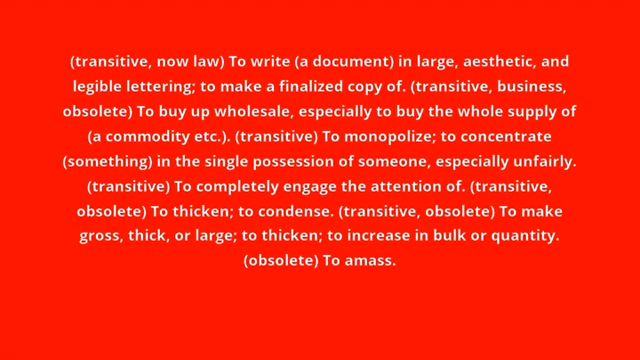 (transitive, now law) To write (a document) in large, aesthetic, and
legible lettering; to make a finalized copy of. (transitive, business,
obsolete) To buy up wholesale, especially to buy the whole supply of
(a commodity etc.). (transitive) To monopolize; to concentrate
(something) in the single possession of someone, especially unfairly.
(transitive) To completely engage the attention of. (transitive,
obsolete) To thicken; to condense. (transitive, obsolete) To make
gross, thick, or large; to thicken; to increase in bulk or quantity.
(obsolete) To amass.